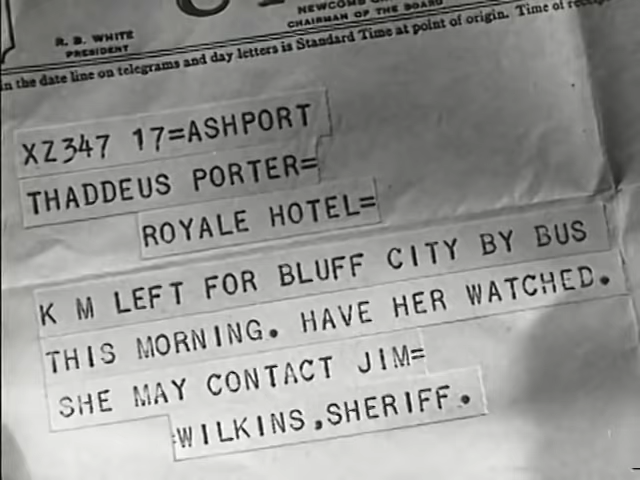 NEWCOMB
CHAIRMAN OF THE BOARD
R. B. WHITE
PRESIDENT
in the date line on telegrams and day letters is Standard Time at point of origin. Time of
XZ347 17=ASHPORT
THADDEUS PORTER=
ROYALE HOTEL=
K M LEFT FOR BLUFF CITY BY BUS
THIS MORNING. HAVE HER WATCHED.
SHE MAY CONTACT JIM=
WILKINS,SHERIFF.